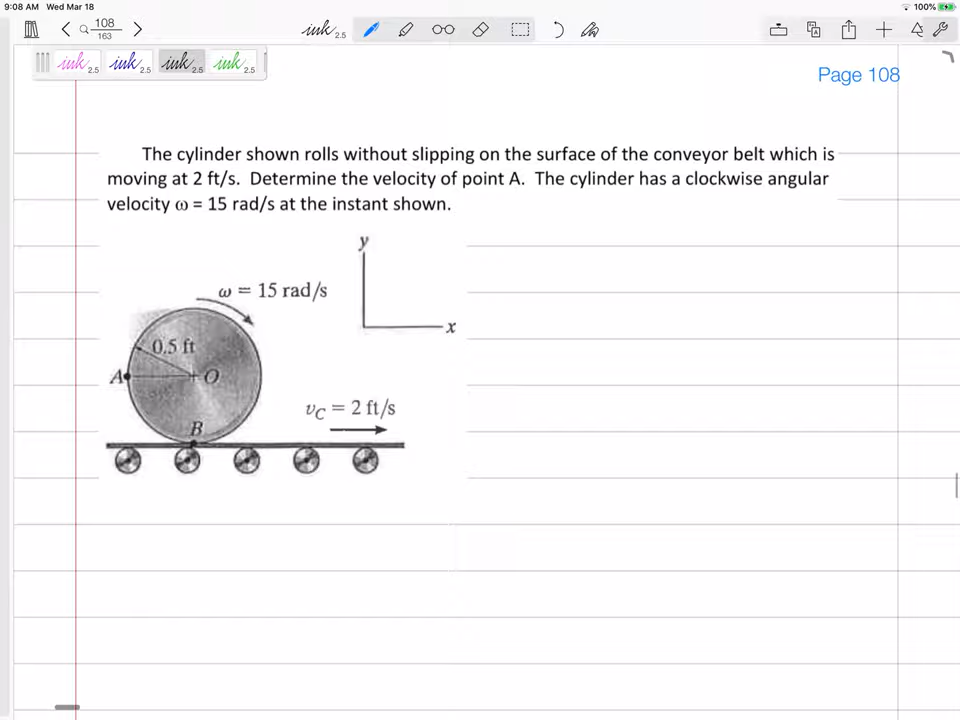 9:08 AM Wed Mar 18
100%
108
163
ink 2.5
ink 2.5 ink 2.5 ink 2.5 ink 2.5
Page 108
The cylinder shown rolls without slipping on the surface of the conveyor belt which is
moving at 2 ft/s. Determine the velocity of point A. The cylinder has a clockwise angular
velocity ω = 15 rad/s at the instant shown.
y
ω = 15 rad/s
x
0.5 ft
A
O
v_C = 2 ft/s
B